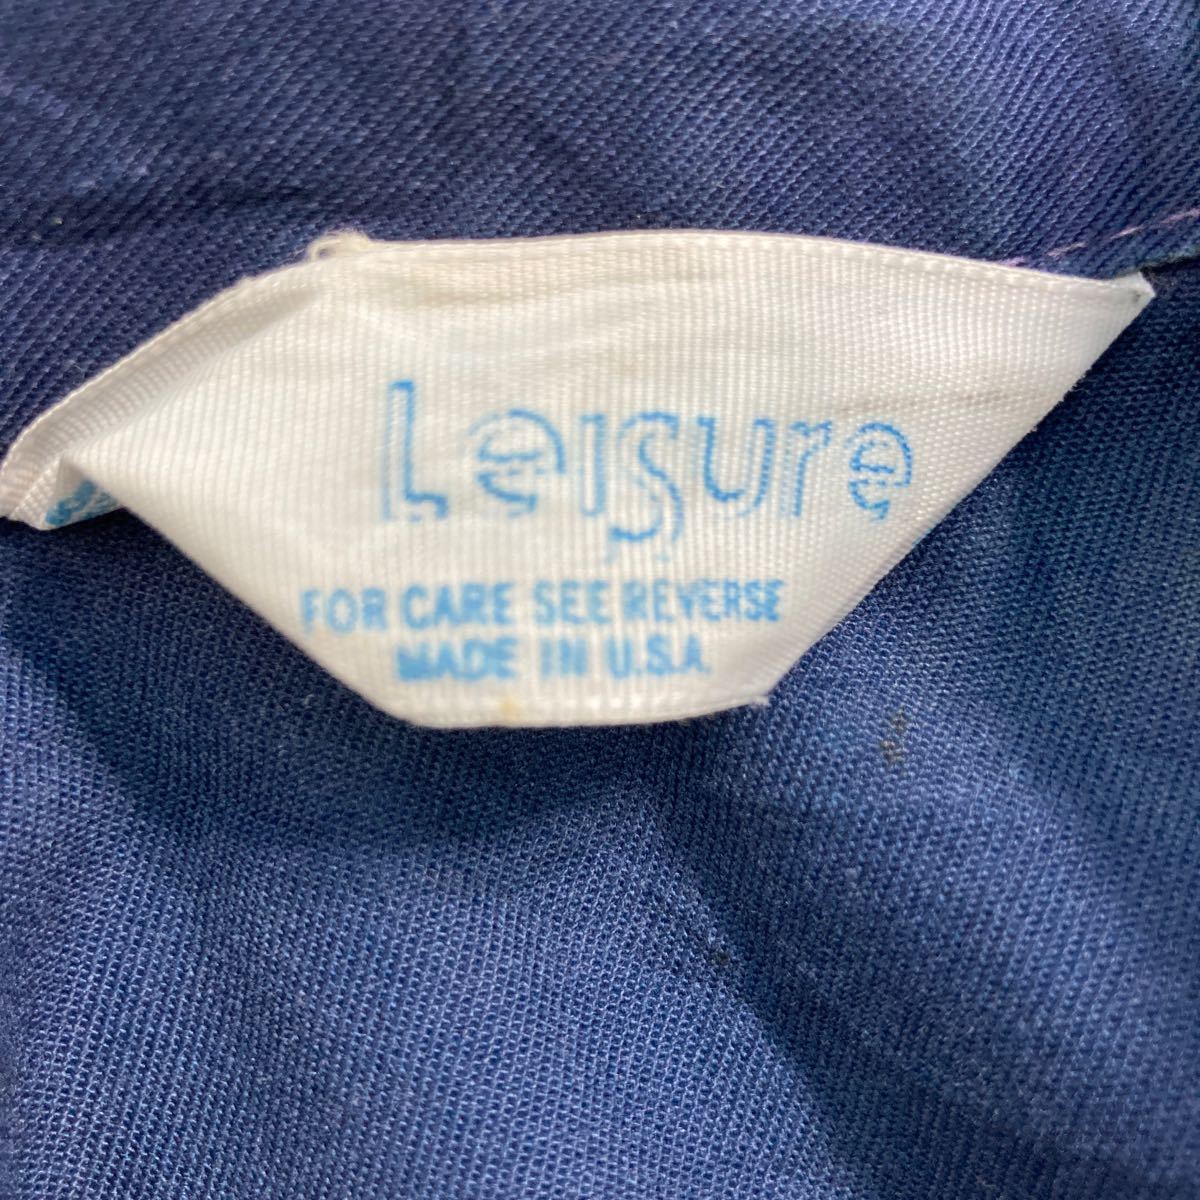 Leisure
FOR CARE SEE REVERSE
MADE IN U.S.A.